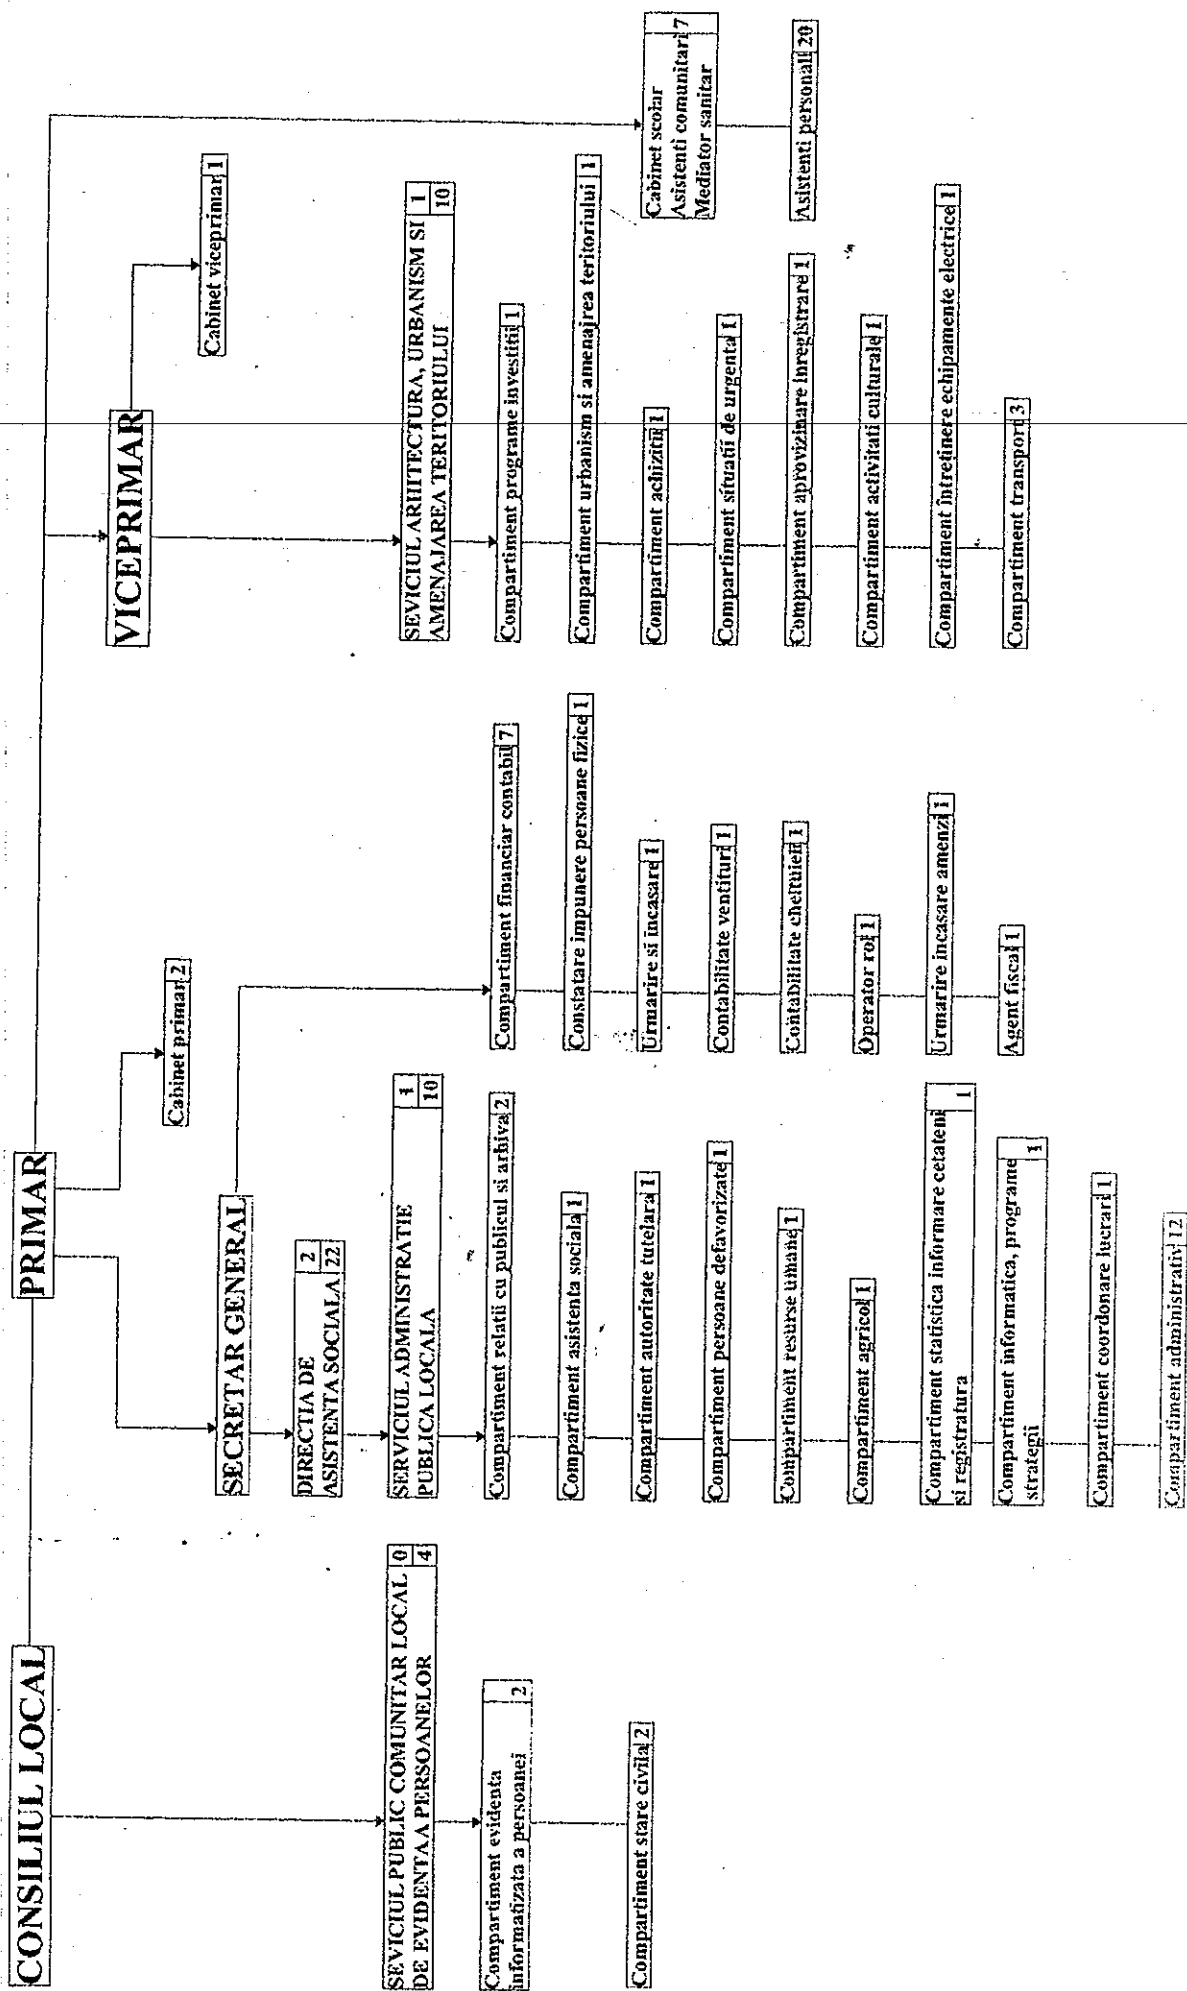 CONSILIUL LOCAL
PRIMAR
Cabinet primar 2
VICEPRIMAR
Cabinet viceprimar 1
SECRETAR GENERAL
DIRECTIA DE 2
ASISTENTA SOCIALA 22
SEVICIUL PUBLIC COMUNITAR LOCAL 0
DE EVIDENTA A PERSOANELOR 4
Compartiment evidenta
informatizata a persoanei 2
Compartiment stare civila 2
SERVICIUL ADMINISTRATIE
PUBLICA LOCALA 10
Compartiment relatii cu publicul si arhiva 2
Compartiment asistenta sociala 1
Compartiment autoritate tutelara 1
Compartiment persoane defavorizate 1
Compartiment resurse umane 1
Compartiment agricol 1
Compartiment statistica informare cetateni
si registratura 1
Compartiment informatica, programe
strategii 1
Compartiment coordonare lucrari 1
Compartiment administrativ 12
Compartiment financiar contabil 7
Constatare impunere persoane fizice 1
Urmarire si incasare 1
Contabilitate venituri 1
Contabilitate cheltuieli 1
Operator rol 1
Urmarire incasare amenzi 1
Agent fiscal 1
SEVICIUL ARHITECTURA, URBANISM SI 1
AMENAJAREA TERITORIULUI 10
Compartiment programe investitii 1
Compartiment urbanism si amenajrea teritoriului 1
Compartiment achizitii 1
Compartiment situatii de urgenta 1
Compartiment aprovizinare inregistrare 1
Compartiment activitati culturale 1
Compartiment intretinere echipamente electrice 1
Compartiment transport 3
Cabinet scolar
Asistenti comunitari 7
Mediator sanitar
Asistenti personali 20